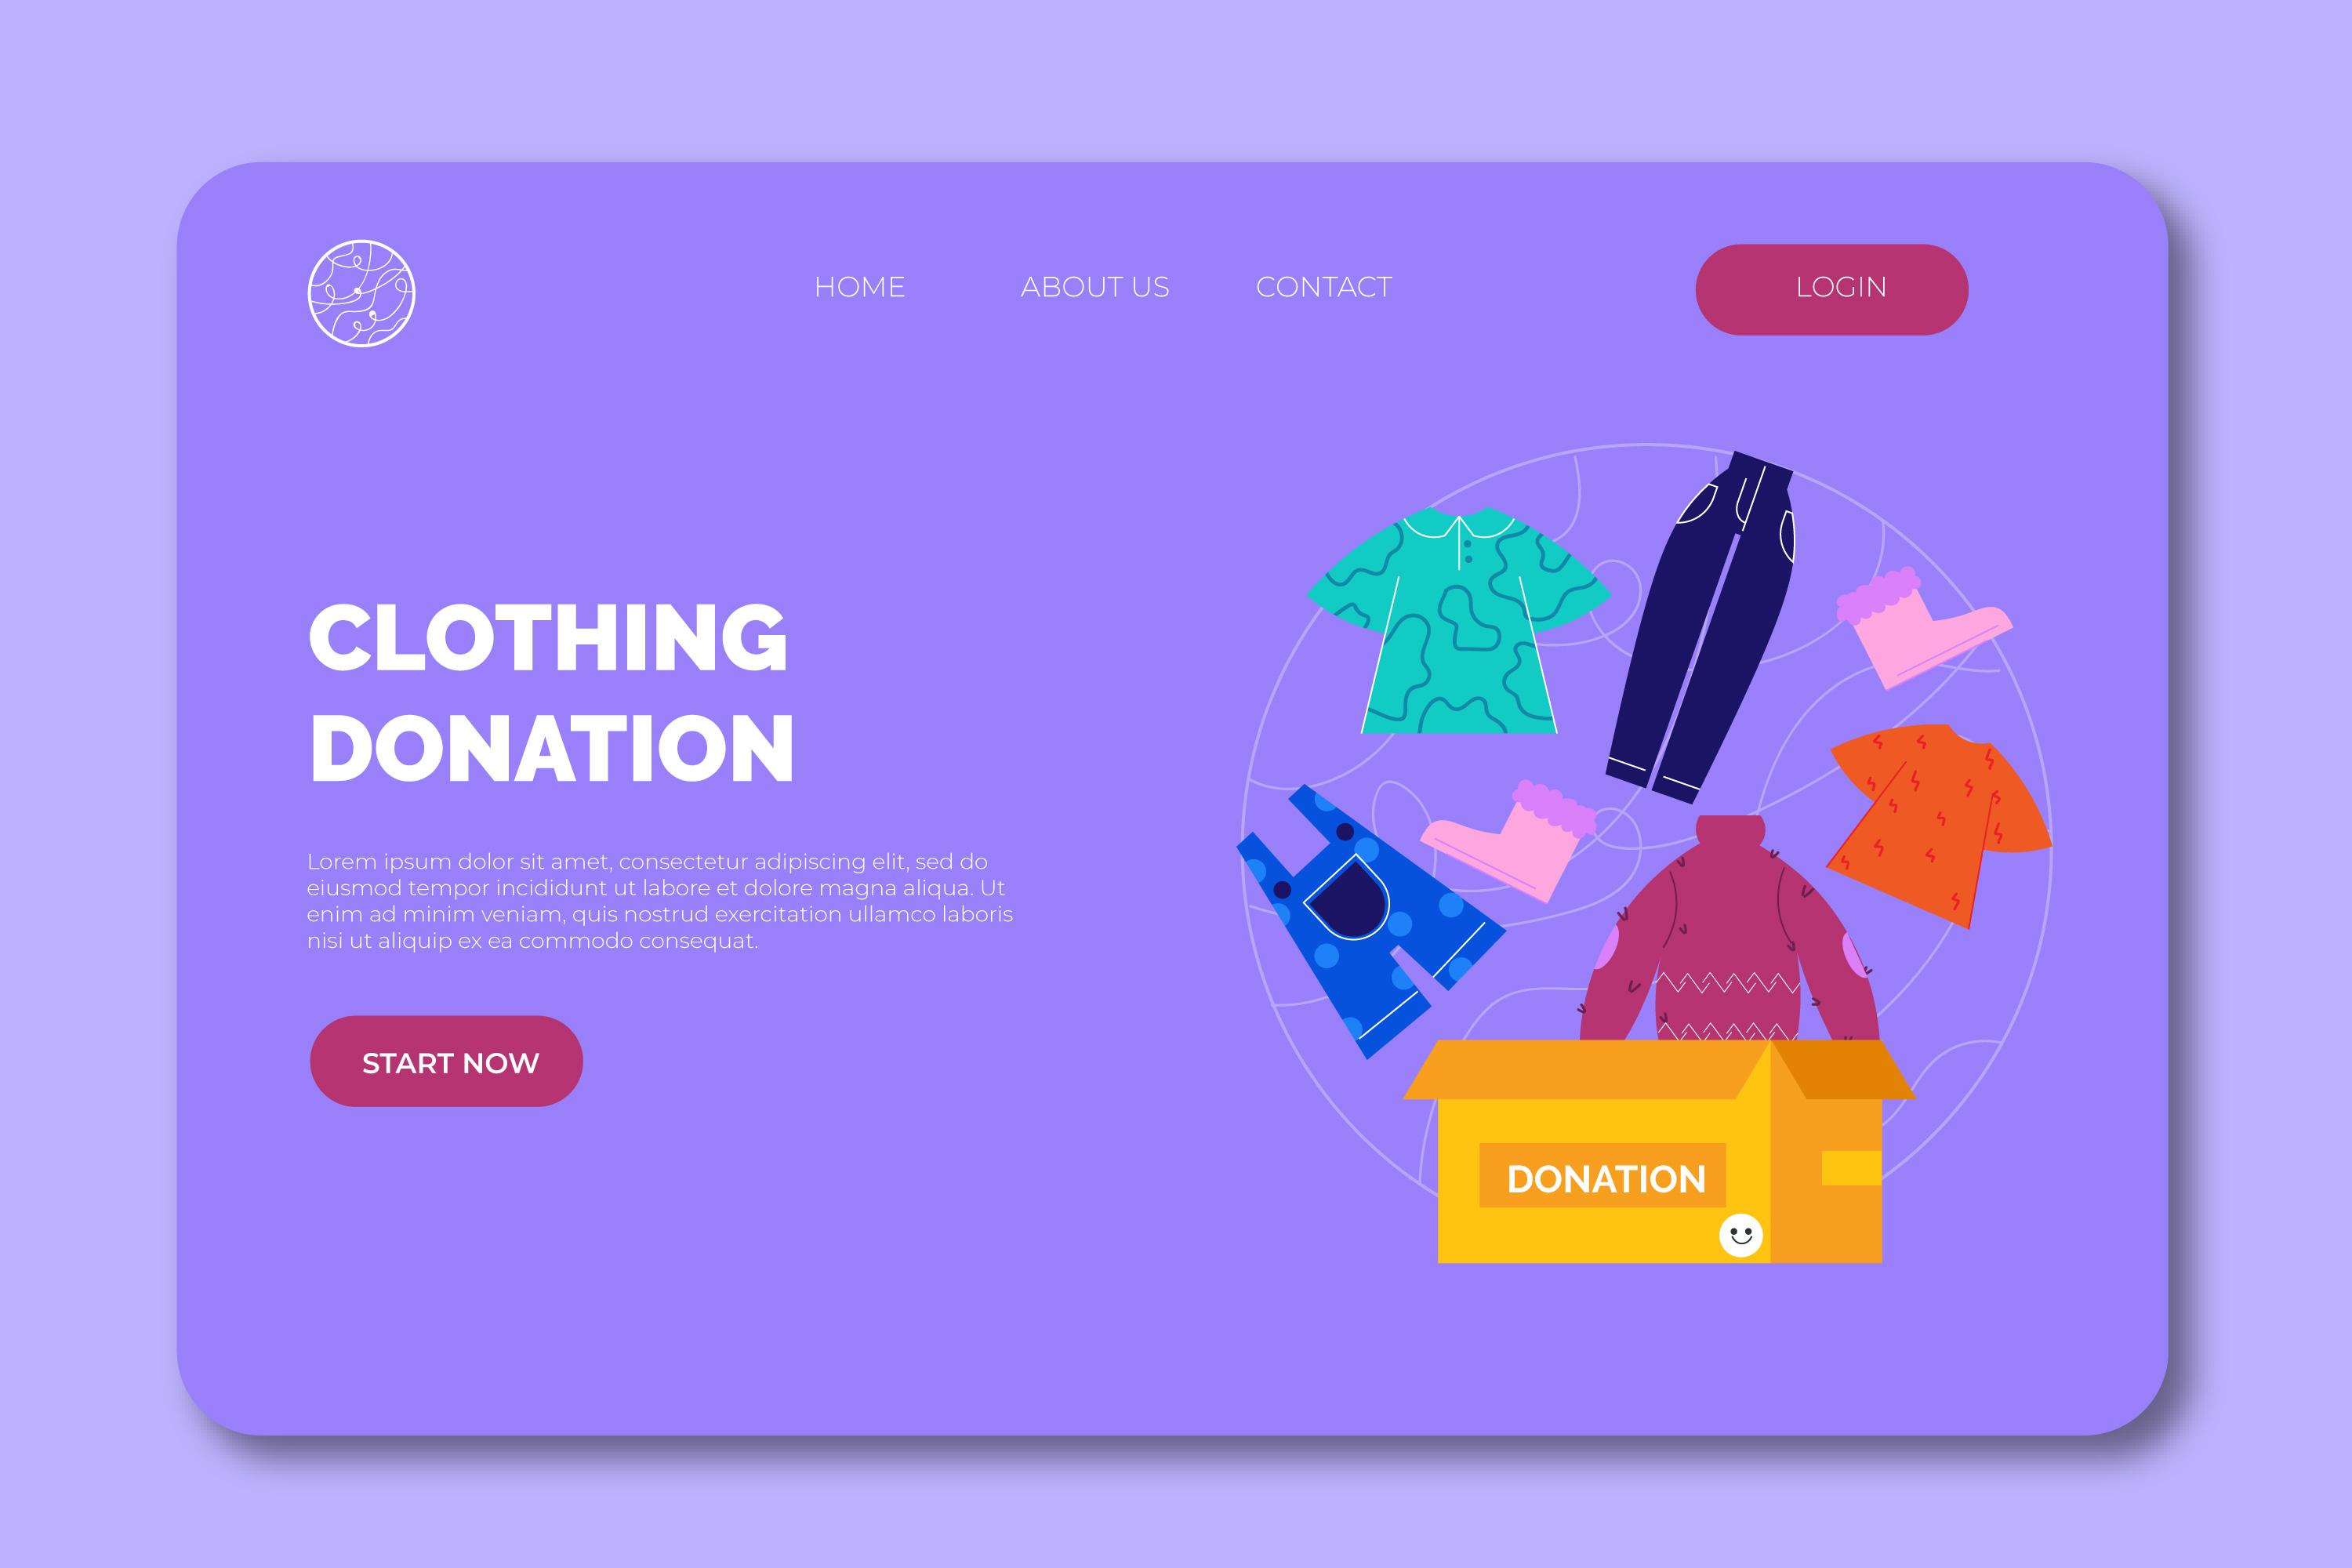 HOME
ABOUT US
CONTACT
LOGIN
CLOTHING
DONATION
Lorem ipsum dolor sit amet, consectetur adipiscing elit, sed do
eiusmod tempor incididunt ut labore et dolore magna aliqua. Ut
enim ad minim veniam, quis nostrud exercitation ullamco laboris
nisi ut aliquip ex ea commodo consequat.
START NOW
DONATION